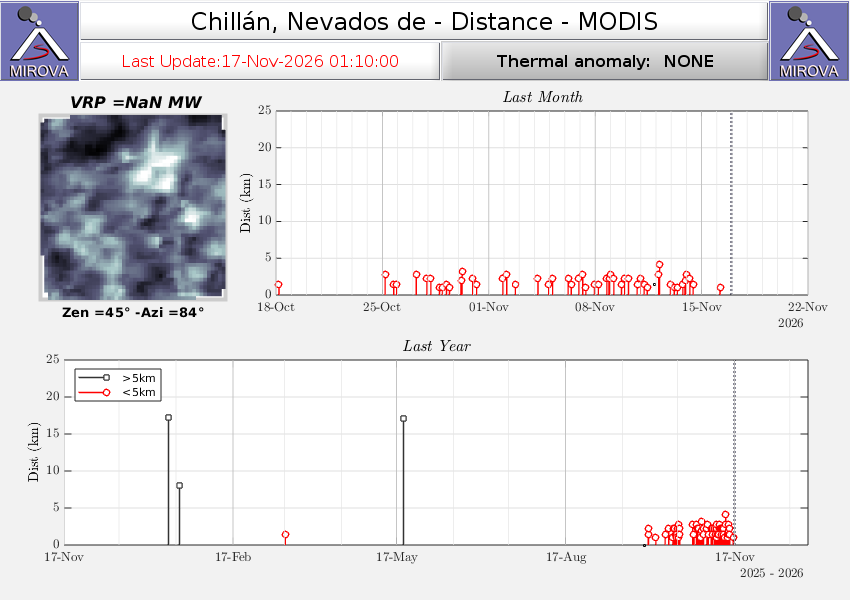 Chillán, Nevados de - Distance - MODIS
MIROVA
Last Update:17-Nov-2026 01:10:00
Thermal anomaly: NONE
MIROVA
VRP =NaN MW
Zen =45° -Azi =84°
Last Month
Dist (km)
25
20
15
10
5
0
18-Oct 25-Oct 01-Nov 08-Nov 15-Nov 22-Nov
2026
Last Year
Dist (km)
25
20
15
10
5
0
>5km
<5km
17-Nov 17-Feb 17-May 17-Aug 17-Nov
2025 - 2026